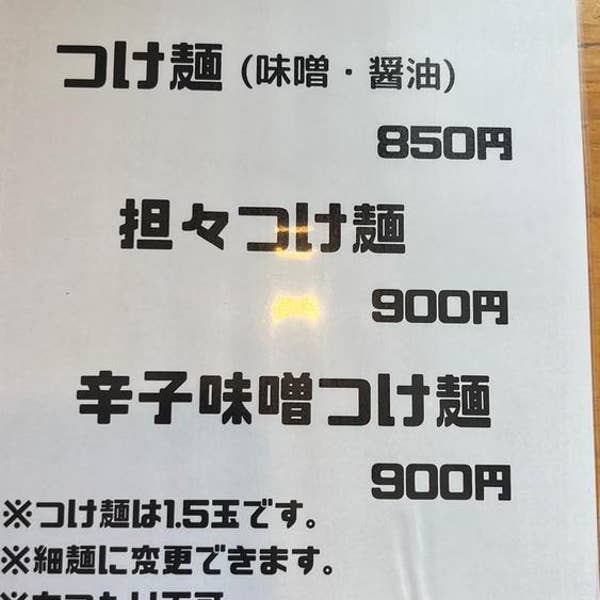 つけ麺 (味噌・醤油)
850円
担々つけ麺
900円
辛子味噌つけ麺
900円
※つけ麺は1.5玉です。
※細麺に変更できます。